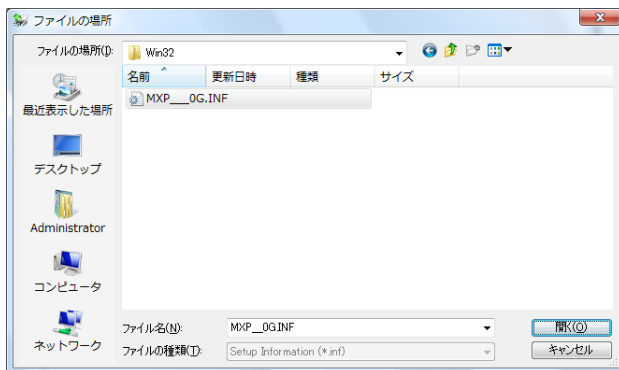 ファイルの場所
ファイルの場所(I): Win32
名前 更新日時 種類 サイズ
MXP___0G.INF
最近表示した場所
デスクトップ
Administrator
コンピュータ
ネットワーク
ファイル名(N): MXP__0G.INF 開く(O)
ファイルの種類(T): Setup Information (*.inf) キャンセル